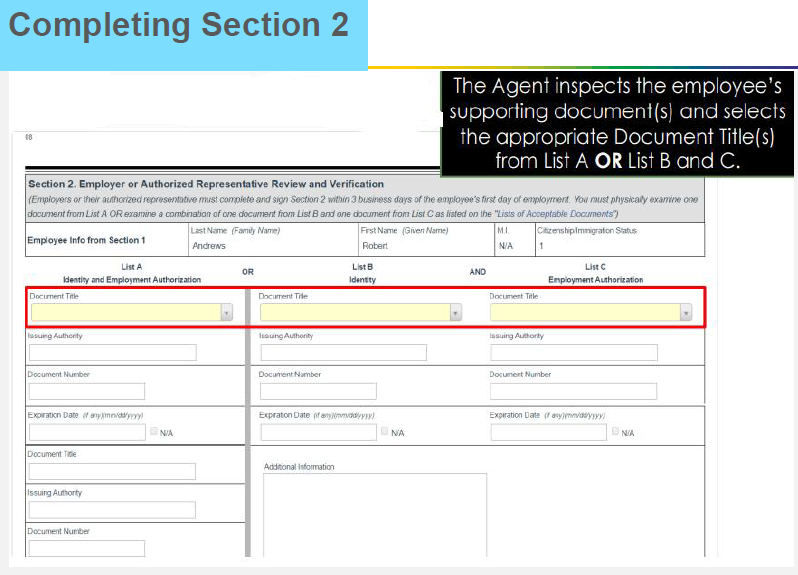 Completing Section 2
The Agent inspects the employee's
supporting document(s) and selects
the appropriate Document Title(s)
from List A OR List B and C.
Section 2. Employer or Authorized Representative Review and Verification
(Employers or their authorized representative must complete and sign Section 2 within 3 business days of the employee's first day of employment. You must physically examine one
document from List A OR examine a combination of one document from List B and one document from List C as listed on the "Lists of Acceptable Documents")
Employee Info from Section 1
Last Name (Family Name)
Andrews
First Name (Given Name)
Robert
M.I.
N/A
Citizenship/Immigration Status
1
List A
Identity and Employment Authorization
OR
List B
Identity
AND
List C
Employment Authorization
Document Title
Document Title
Document Title
Issuing Authority
Issuing Authority
Issuing Authority
Document Number
Document Number
Document Number
Expiration Date (if any)(mm/dd/yyyy)
N/A
Expiration Date (if any)(mm/dd/yyyy)
N/A
Expiration Date (if any)(mm/dd/yyyy)
N/A
Document Title
Additional Information
Issuing Authority
Document Number